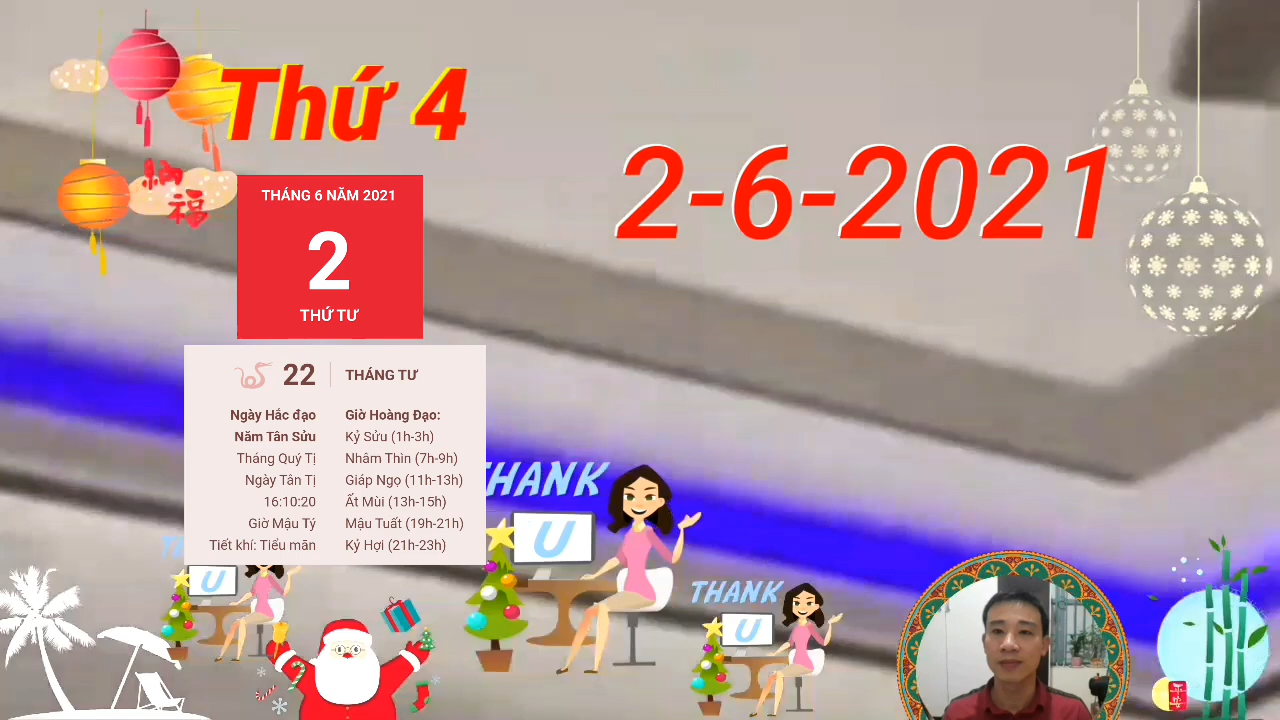 Thứ 4
2-6-2021
納
福
THÁNG 6 NĂM 2021
2
THỨ TƯ
22
THÁNG TƯ
Ngày Hắc đạo
Giờ Hoàng Đạo:
Năm Tân Sửu
Kỷ Sửu (1h-3h)
Tháng Quý Tị
Nhâm Thìn (7h-9h)
Ngày Tân Tị
Giáp Ngọ (11h-13h)
16:10:20
Ất Mùi (13h-15h)
Giờ Mậu Tý
Mậu Tuất (19h-21h)
Tiết khí: Tiểu mãn
Kỷ Hợi (21h-23h)
THANK
U
U
THANK
U